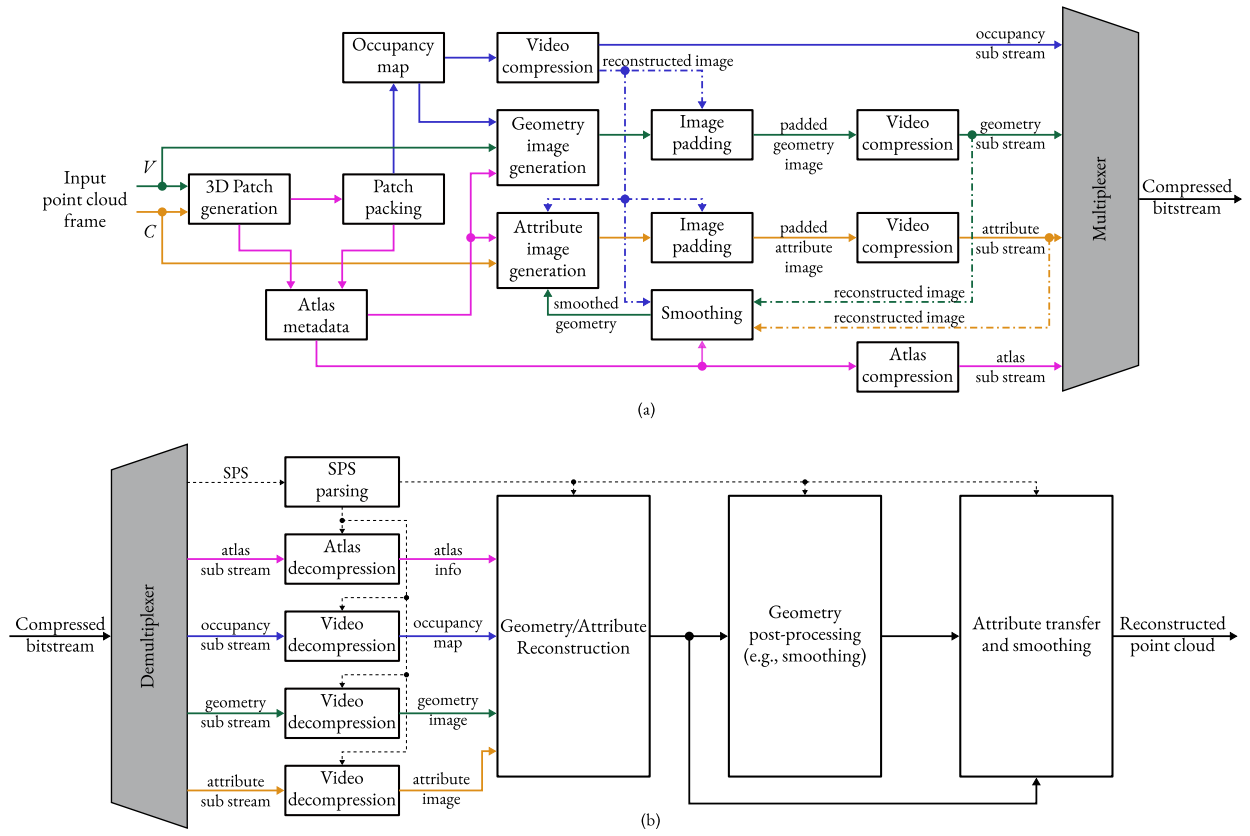 Occupancy
map
Video
compression
occupancy
sub stream
reconstructed image
Geometry
image
generation
Image
padding
padded
geometry
image
Video
compression
geometry
sub stream
Input
point cloud
frame
V
C
3D Patch
generation
Patch
packing
Attribute
image
generation
Image
padding
padded
attribute
image
Video
compression
attribute
sub stream
Multiplexer
Compressed
bitstream
Atlas
metadata
smoothed
geometry
Smoothing
reconstructed image
reconstructed image
Atlas
compression
atlas
sub stream
(a)
Compressed
bitstream
Demultiplexer
SPS
SPS
parsing
atlas
sub stream
Atlas
decompression
atlas
info
occupancy
sub stream
Video
decompression
occupancy
map
geometry
sub stream
Video
decompression
geometry
image
attribute
sub stream
Video
decompression
attribute
image
Geometry/Attribute
Reconstruction
Geometry
post-processing
(e.g., smoothing)
Attribute transfer
and smoothing
Reconstructed
point cloud
(b)